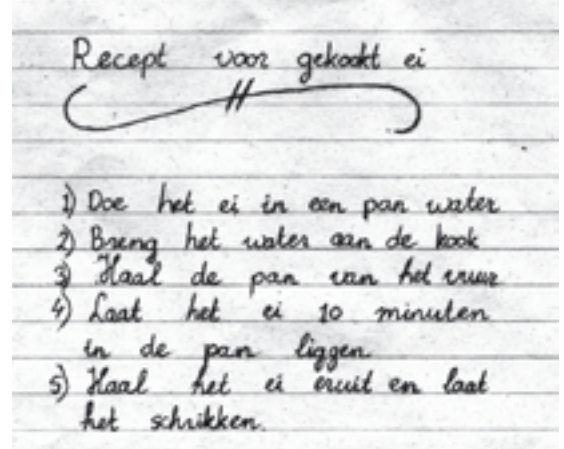 Recept voor gekookt ei
1) Doe het ei in een pan water
2) Breng het water aan de kook
3) Haal de pan van het vuur
4) Laat het ei 10 minuten
in de pan liggen
5) Haal het ei eruit en laat
het schrikken.